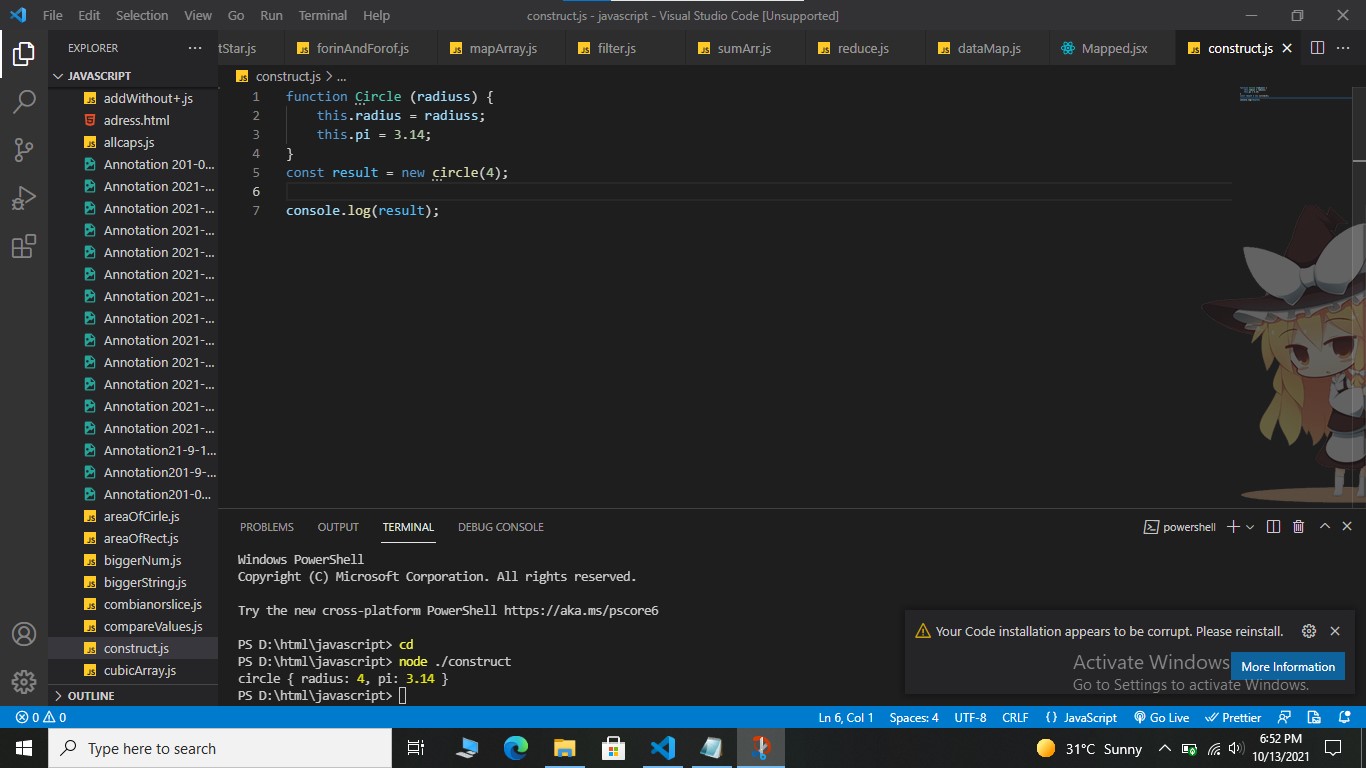 File Edit Selection View Go Run Terminal Help construct.js - javascript - Visual Studio Code [Unsupported]
EXPLORER ···
JAVASCRIPT
addWithout+.js
adress.html
allcaps.js
Annotation 201-0...
Annotation 2021-...
Annotation 2021-...
Annotation 2021-...
Annotation 2021-...
Annotation 2021-...
Annotation 2021-...
Annotation 2021-...
Annotation 2021-...
Annotation 2021-...
Annotation 2021-...
Annotation 2021-...
Annotation 2021-...
Annotation21-9-1...
Annotation201-9-...
Annotation201-0...
areaOfCirle.js
areaOfRect.js
biggerNum.js
biggerString.js
combianorslice.js
compareValues.js
construct.js
cubicArray.js
OUTLINE
tStar.js forinAndForof.js mapArray.js filter.js sumArr.js reduce.js dataMap.js Mapped.jsx construct.js
construct.js > ...
1 function Circle (radiuss) {
2 this.radius = radiuss;
3 this.pi = 3.14;
4 }
5 const result = new circle(4);
6
7 console.log(result);
PROBLEMS OUTPUT TERMINAL DEBUG CONSOLE powershell
Windows PowerShell
Copyright (C) Microsoft Corporation. All rights reserved.
Try the new cross-platform PowerShell https://aka.ms/pscore6
PS D:\html\javascript> cd
PS D:\html\javascript> node ./construct
circle { radius: 4, pi: 3.14 }
PS D:\html\javascript>
Your Code installation appears to be corrupt. Please reinstall.
More Information
Activate Windows
Go to Settings to activate Windows.
0 0 Ln 6, Col 1 Spaces: 4 UTF-8 CRLF {} JavaScript Go Live Prettier
Type here to search
31°C Sunny
6:52 PM
10/13/2021